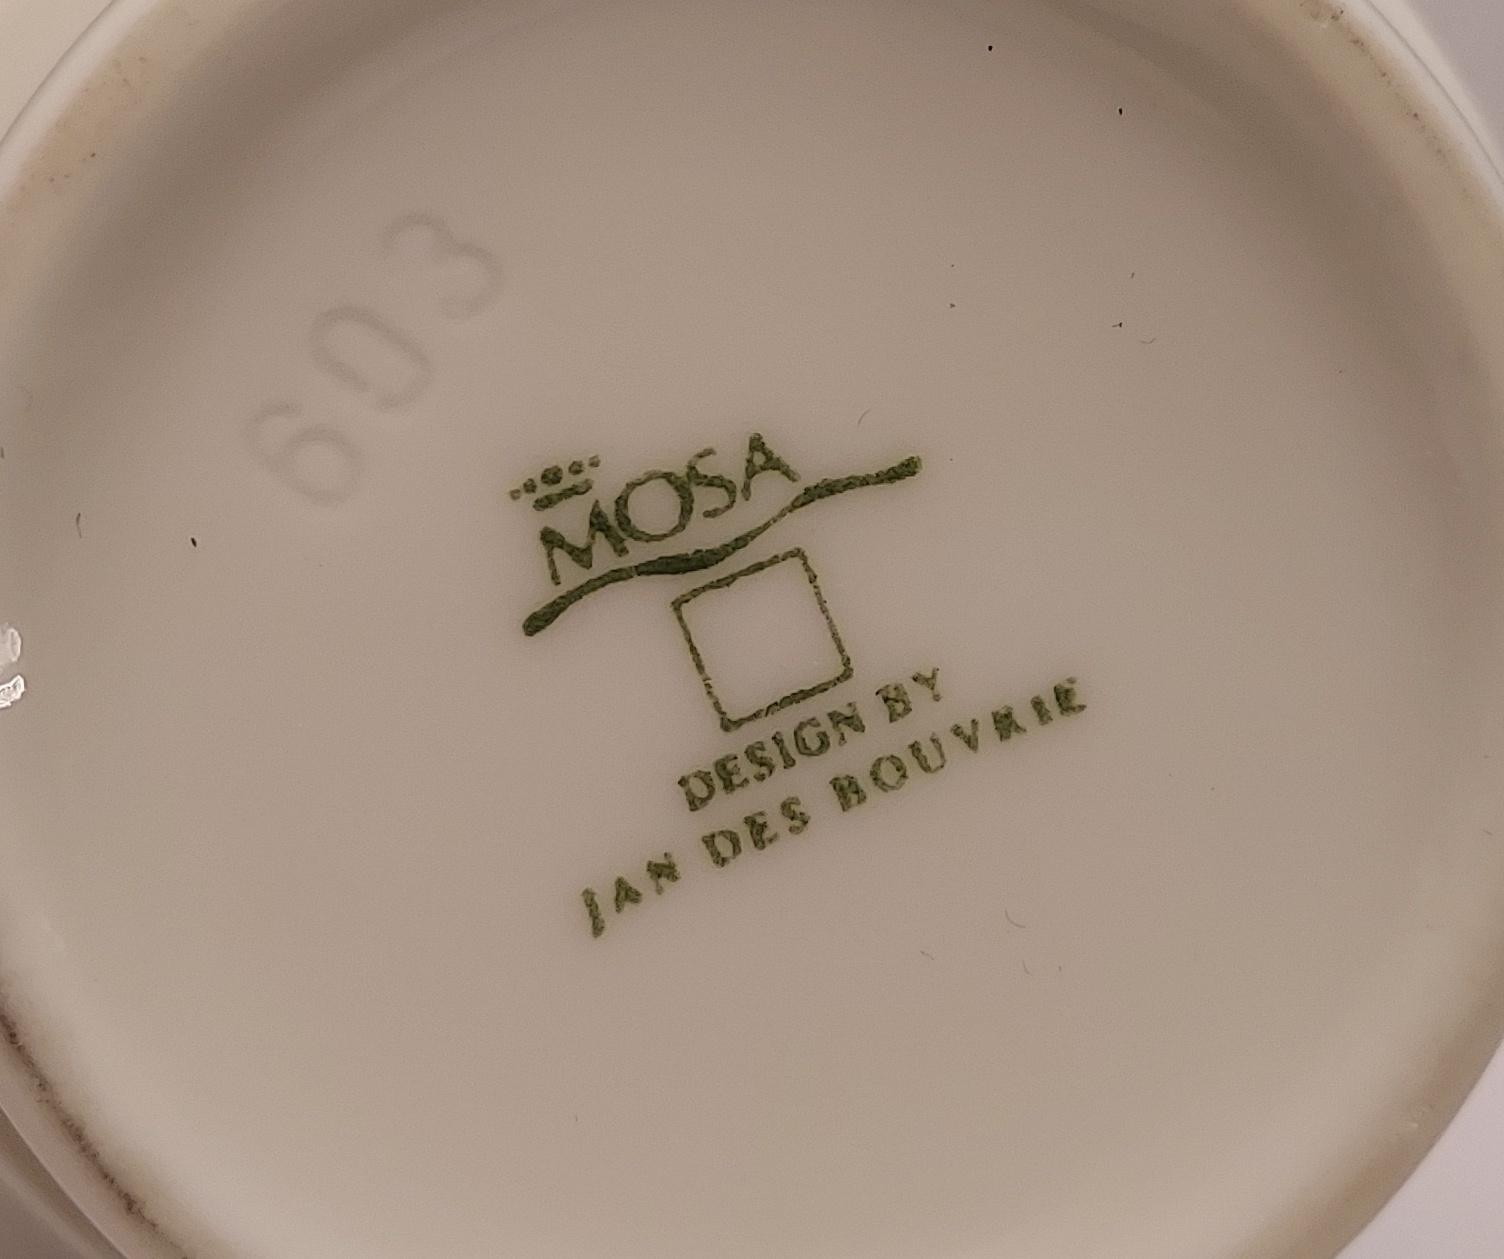 603
MOSA
DESIGN BY
JAN DES BOUVRIE